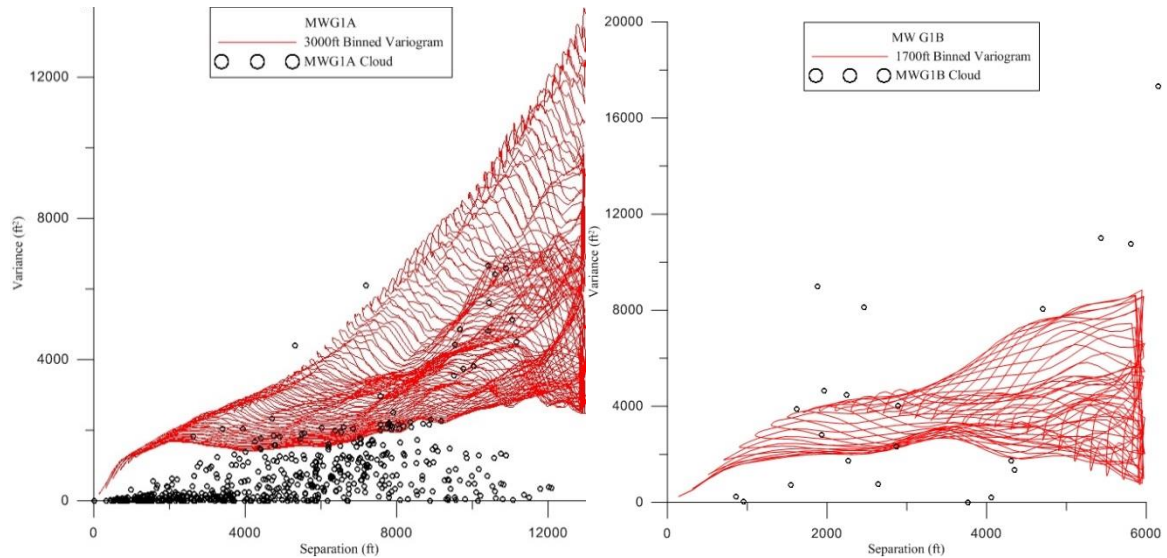 MWG1A
3000ft Binned Variogram
MWG1A Cloud
12000
8000
4000
0
Variance (ft²)
0 4000 8000 12000
Separation (ft)
MW G1B
1700ft Binned Variogram
MWG1B Cloud
20000
16000
12000
8000
4000
0
Variance (ft²)
0 2000 4000 6000
Separation (ft)